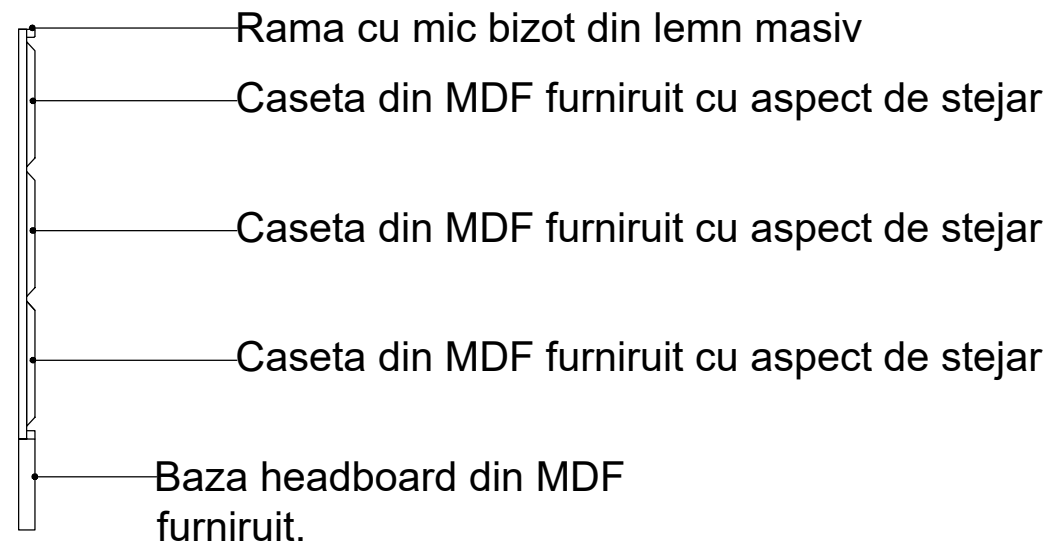 Rama cu mic bizot din lemn masiv
Caseta din MDF furniruit cu aspect de stejar
Caseta din MDF furniruit cu aspect de stejar
Caseta din MDF furniruit cu aspect de stejar
Baza headboard din MDF
furniruit.